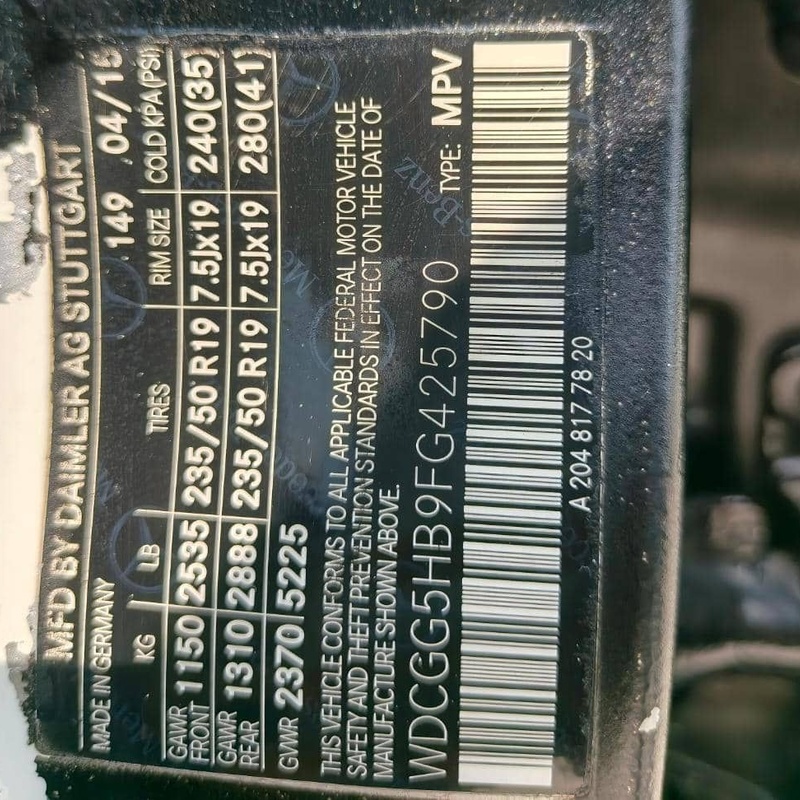 MFD BY DAIMLER AG STUTTGART
MADE IN GERMANY 149 04/15
KG LB TIRES RIM SIZE COLD KPA (PSI)
GAWR FRONT 1150 2535 235/50 R19 7.5Jx19 240(35)
GAWR REAR 1310 2888 235/50 R19 7.5Jx19 280(41)
GVWR 2370 5225
THIS VEHICLE CONFORMS TO ALL APPLICABLE FEDERAL MOTOR VEHICLE
SAFETY AND THEFT PREVENTION STANDARDS IN EFFECT ON THE DATE OF
MANUFACTURE SHOWN ABOVE.
WDCGG5HB9FG425790 TYPE: MPV
A 204 817 78 20